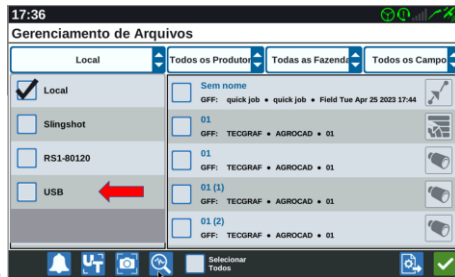 17:36
Gerenciamento de Arquivos
Local
Todos os Produtor
Todas as Fazenda
Todos os Campo
Local
Slingshot
RS1-80120
USB
Sem nome
GFF: quick job • quick job • Field Tue Apr 25 2023 17:44
01
GFF: TECGRAF • AGROCAD • 01
01
GFF: TECGRAF • AGROCAD • 01
01 (1)
GFF: TECGRAF • AGROCAD • 01
01 (2)
GFF: TECGRAF • AGROCAD • 01
UT
Selecionar
Todos